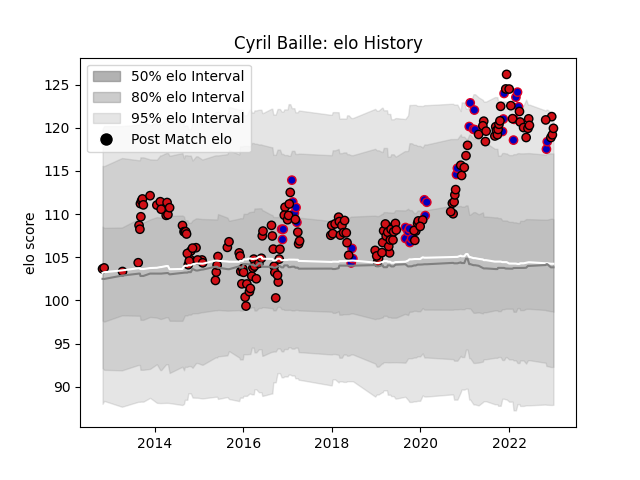 Cyril Baille: elo History
50% elo Interval
80% elo Interval
95% elo Interval
Post Match elo
elo score
125
120
115
110
105
100
95
90
2014 2016 2018 2020 2022